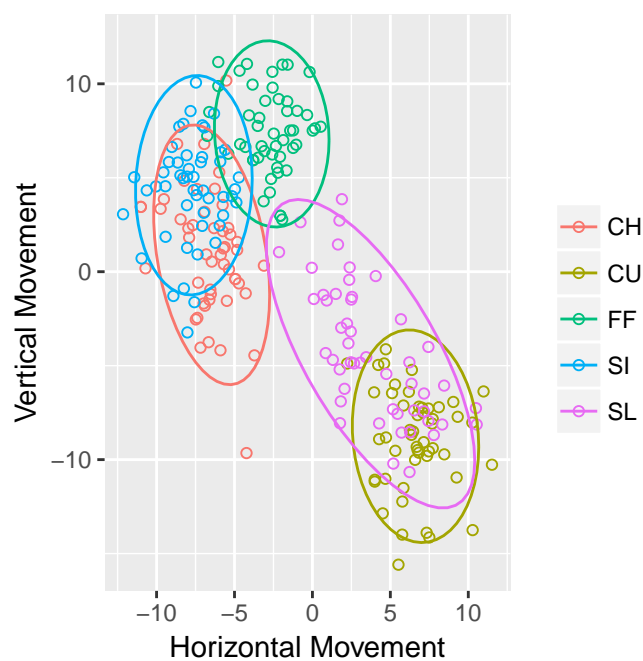 10
0
−10
Vertical Movement
−10 −5 0 5 10
Horizontal Movement
CH
CU
FF
SI
SL